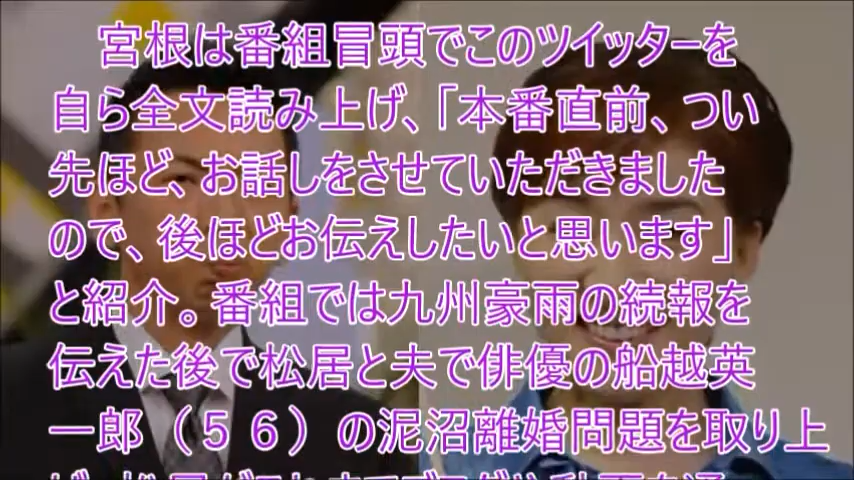 宮根は番組冒頭でこのツイッターを
自ら全文読み上げ、「本番直前、つい
先ほど、お話しをさせていただきました
ので、後ほどお伝えしたいと思います」
と紹介。番組では九州豪雨の続報を
伝えた後で松居と夫で俳優の船越英
一郎（５６）の泥沼離婚問題を取り上